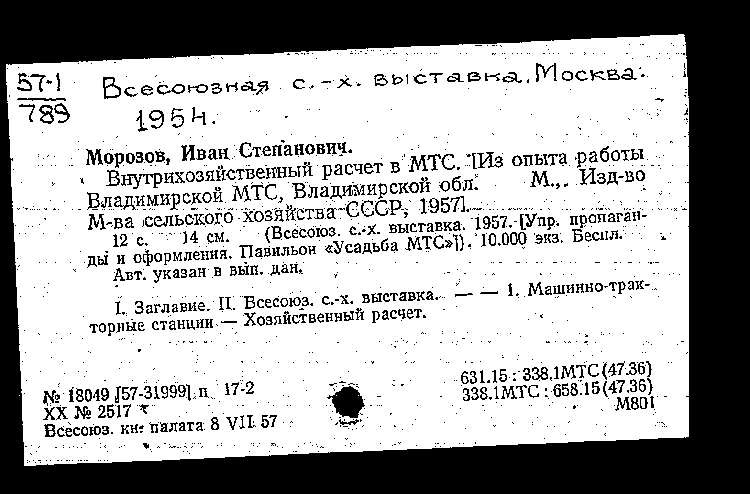 57-1
789
Всесоюзная с.-х. выставка. Москва.
1954.
Морозов, Иван Степанович.
Внутрихозяйственный расчет в МТС. [Из опыта работы
Владимирской МТС, Владимирской обл. М., Изд-во
М-ва сельского хозяйства СССР, 1957].
12 с. 14 см. (Всесоюз. с.-х. выставка. 1957. [Упр. пропаган-
ды и оформления. Павильон «Усадьба МТС»]). 10.000 экз. Беспл.
Авт. указан в вып. дан.
I. Заглавие. II. Всесоюз. с.-х. выставка. — — 1. Машинно-трак-
торные станции — Хозяйственный расчет.
№ 18049 [57-31999] п 17-2
XX № 2517
Всесоюз. кн. палата 8 VII 57
631.15 : 338.1МТС (47.36)
338.1МТС : 658.15 (47.36)
М801